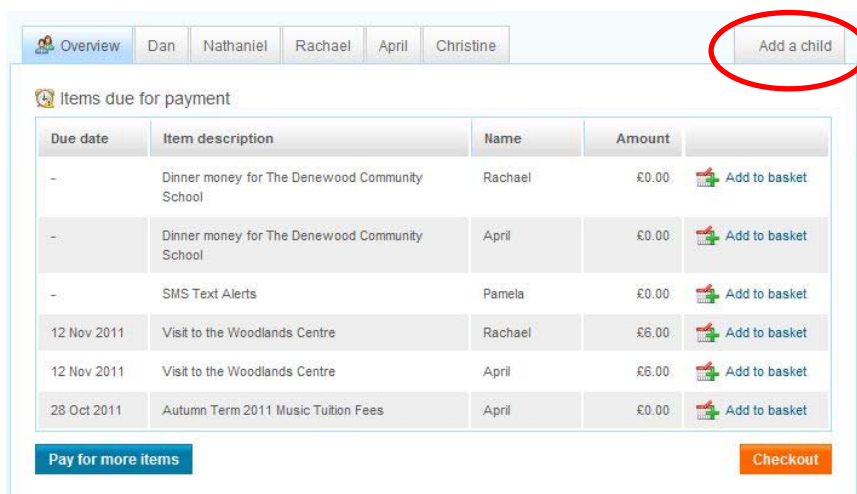 Overview Dan Nathaniel Rachael April Christine Add a child
Items due for payment
Due date Item description Name Amount
- Dinner money for The Denewood Community School Rachael £0.00 Add to basket
- Dinner money for The Denewood Community School April £0.00 Add to basket
- SMS Text Alerts Pamela £0.00 Add to basket
12 Nov 2011 Visit to the Woodlands Centre Rachael £6.00 Add to basket
12 Nov 2011 Visit to the Woodlands Centre April £6.00 Add to basket
28 Oct 2011 Autumn Term 2011 Music Tuition Fees April £0.00 Add to basket
Pay for more items Checkout